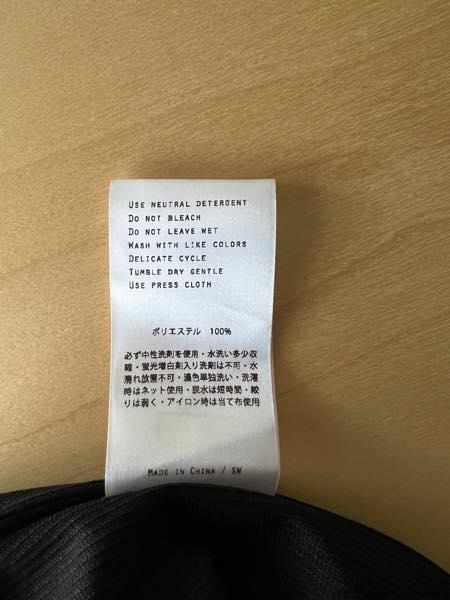 USE NEUTRAL DETERGENT
DO NOT BLEACH
DO NOT LEAVE WET
WASH WITH LIKE COLORS
DELICATE CYCLE
TUMBLE DRY GENTLE
USE PRESS CLOTH
ポリエステル 100%
必ず中性洗剤を使用・水洗い多少収
縮・蛍光増白剤入り洗剤は不可・水
濡れ放置不可・濃色単独洗い・洗濯
時はネット使用・脱水は短時間・絞
りは弱く・アイロン時は当て布使用
MADE IN CHINA / SN